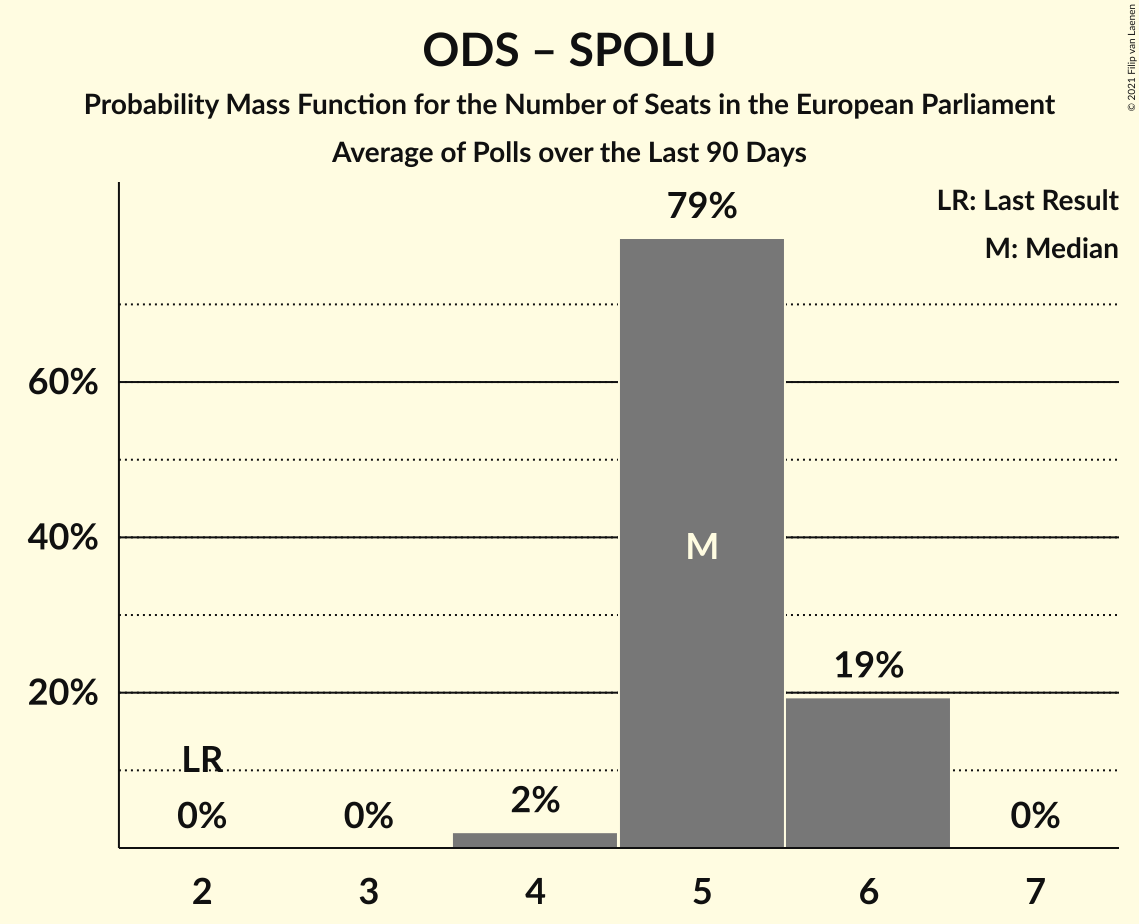 ODS – SPOLU
Probability Mass Function for the Number of Seats in the European Parliament
Average of Polls over the Last 90 Days
© 2021 Filip van Laenen
LR: Last Result
M: Median
79%
60%
40%
M
19%
20%
LR
0%
0%
2%
0%
2 3 4 5 6 7